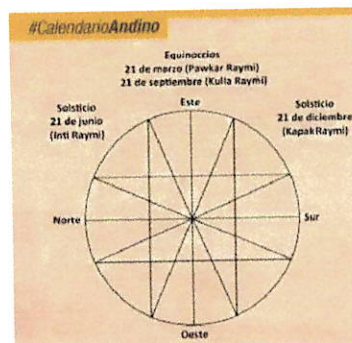 #CalendarioAndino
Equinoccios
21 de marzo (Pawkar Raymi)
21 de septiembre (Kulla Raymi)
Solsticio
21 de junio
(Inti Raymi)
Este
Solsticio
21 de diciembre
(Kapak Raymi)
Norte
Sur
Oeste